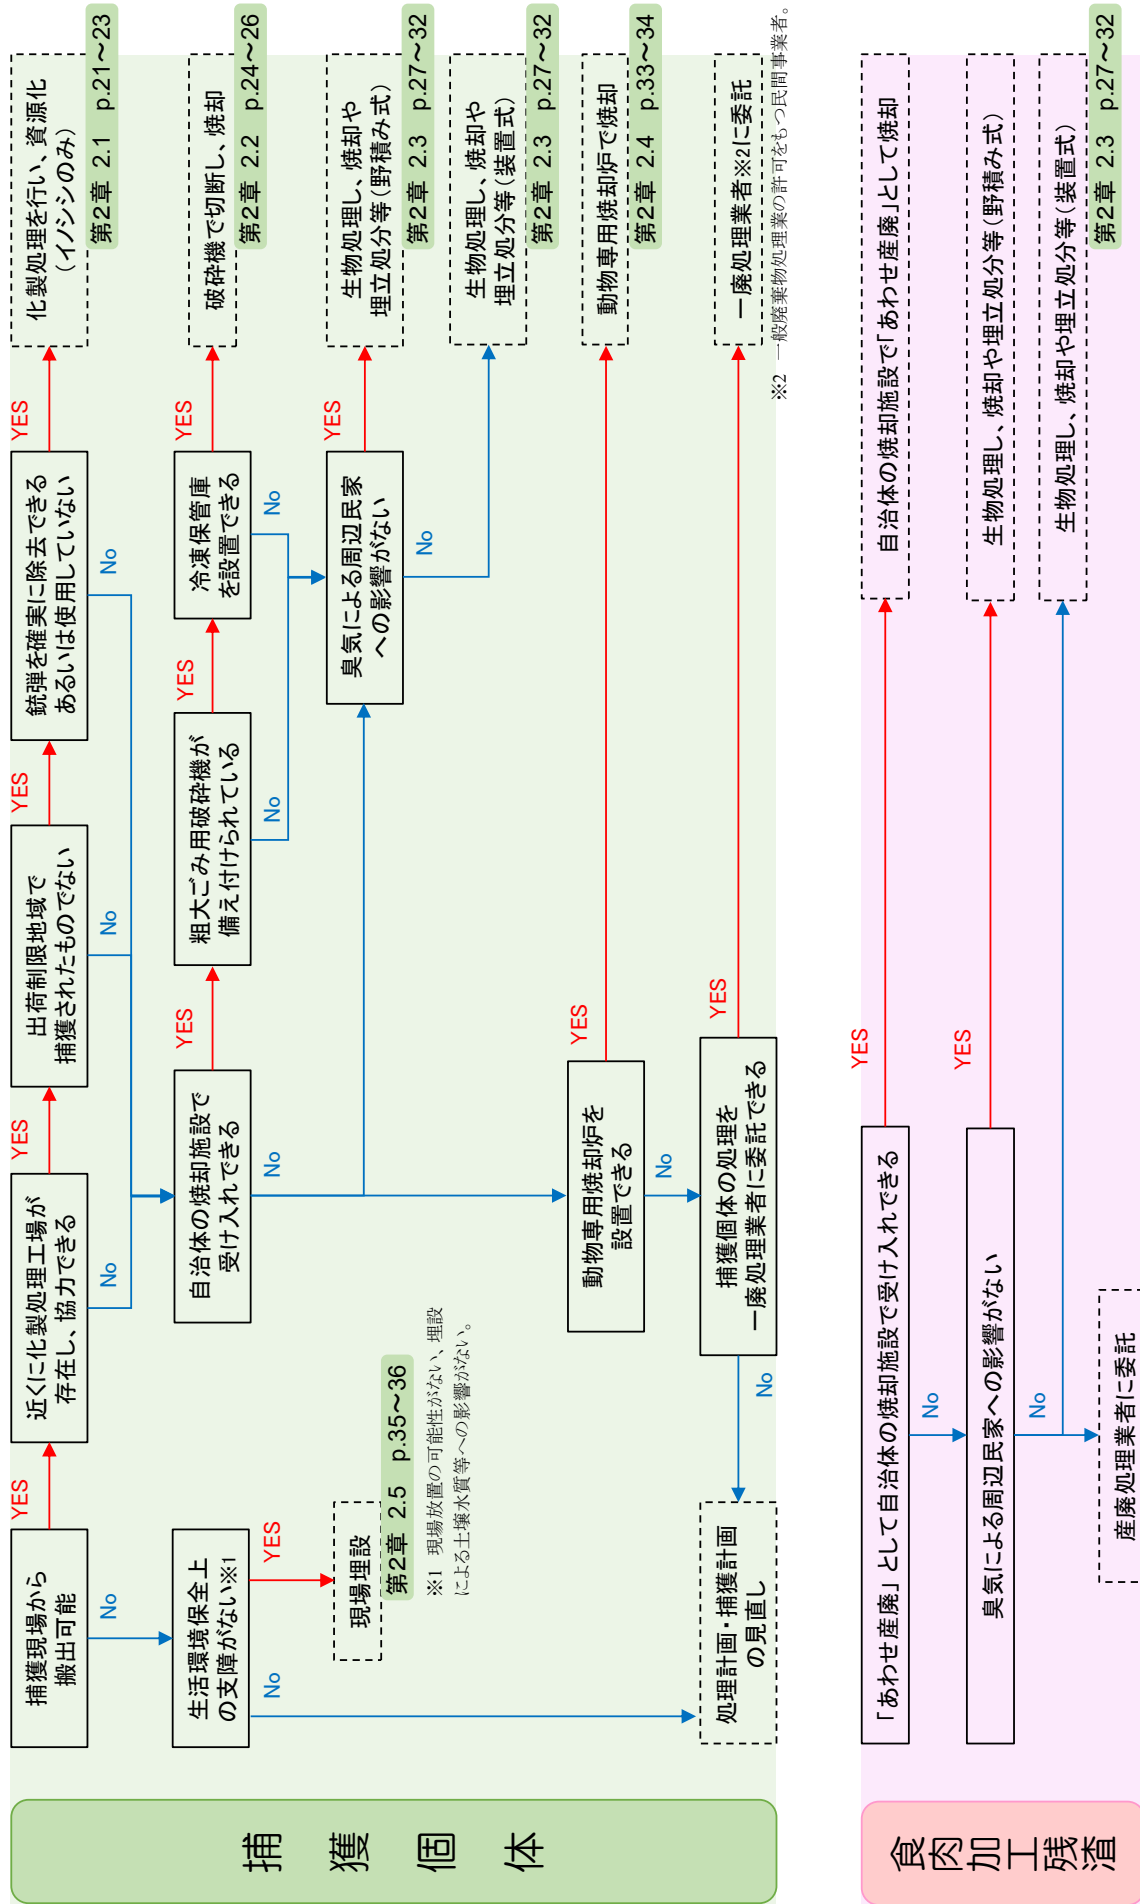 捕獲個体
捕獲現場から
搬出可能
YES
No
近くに化製処理工場が
存在し、協力できる
YES
No
出荷制限地域で
捕獲されたものでない
YES
No
銃弾を確実に除去できる
あるいは使用していない
YES
No
化製処理を行い、資源化
(イノシシのみ)
第2章 2.1 p.21~23
生活環境保全上
の支障がない※1
YES
No
自治体の焼却施設で
受け入れできる
YES
No
粗大ごみ用破砕機が
備え付けられている
YES
No
冷凍保管庫
を設置できる
YES
No
破砕機で切断し、焼却
第2章 2.2 p.24~26
現場埋設
第2章 2.5 p.35~36
※1 現場放置の可能性がない、埋設
による土壌水質等への影響がない。
臭気による周辺民家
への影響がない
YES
No
生物処理し、焼却や
埋立処分等(野積み式)
第2章 2.3 p.27~32
生物処理し、焼却や
埋立処分等(装置式)
第2章 2.3 p.27~32
動物専用焼却炉を
設置できる
YES
No
動物専用焼却炉で焼却
第2章 2.4 p.33~34
処理計画・捕獲計画
の見直し
捕獲個体の処理を
一廃処理業者に委託できる
YES
No
一廃処理業者※2に委託
※2 一般廃棄物処理業の許可をもつ民間事業者。
食肉加工残渣
「あわせ産廃」として自治体の焼却施設で受け入れできる
YES
No
自治体の焼却施設で「あわせ産廃」として焼却
臭気による周辺民家への影響がない
YES
No
生物処理し、焼却や埋立処分等(野積み式)
生物処理し、焼却や埋立処分等(装置式)
第2章 2.3 p.27~32
産廃処理業者に委託